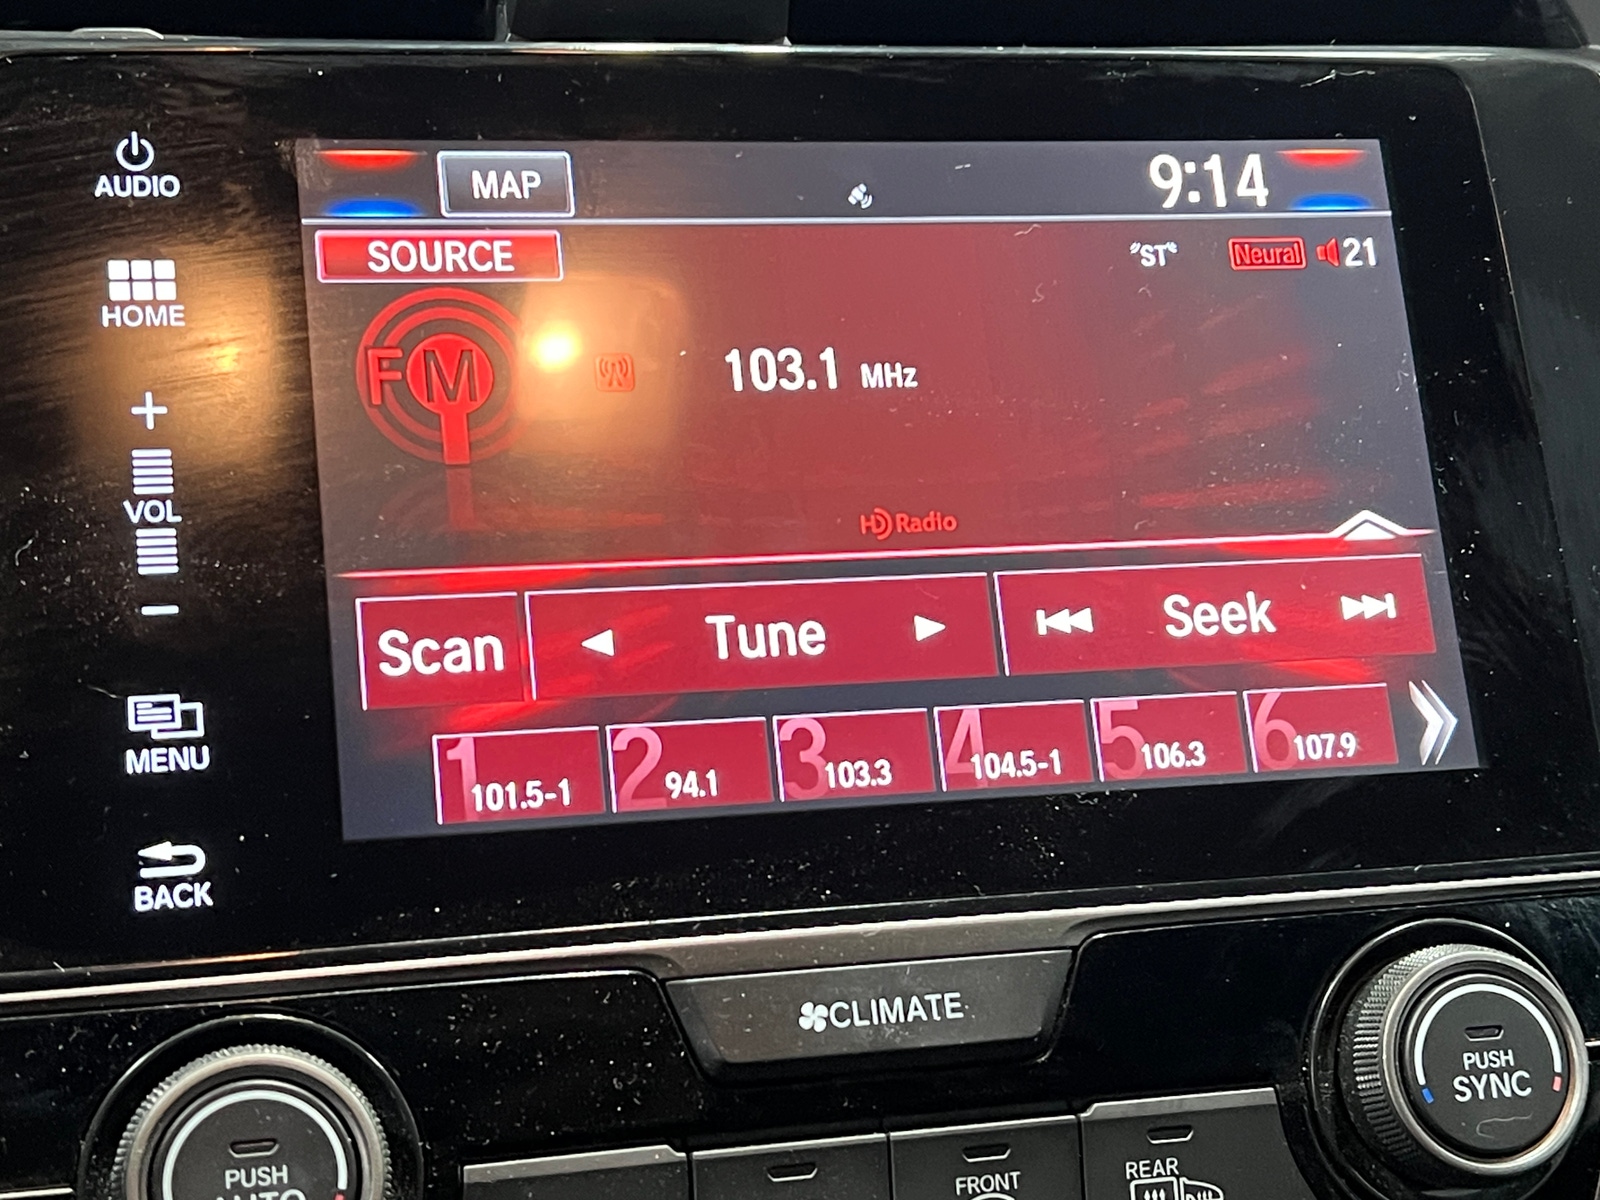 AUDIO
MAP
9:14
SOURCE
"ST"
Neural
21
HOME
FM
103.1 MHz
+
VOL
−
HD Radio
Scan
Tune
Seek
1 101.5-1
2 94.1
3 103.3
4 104.5-1
5 106.3
6 107.9
MENU
BACK
CLIMATE
PUSH
SYNC
PUSH
AUTO
FRONT
REAR